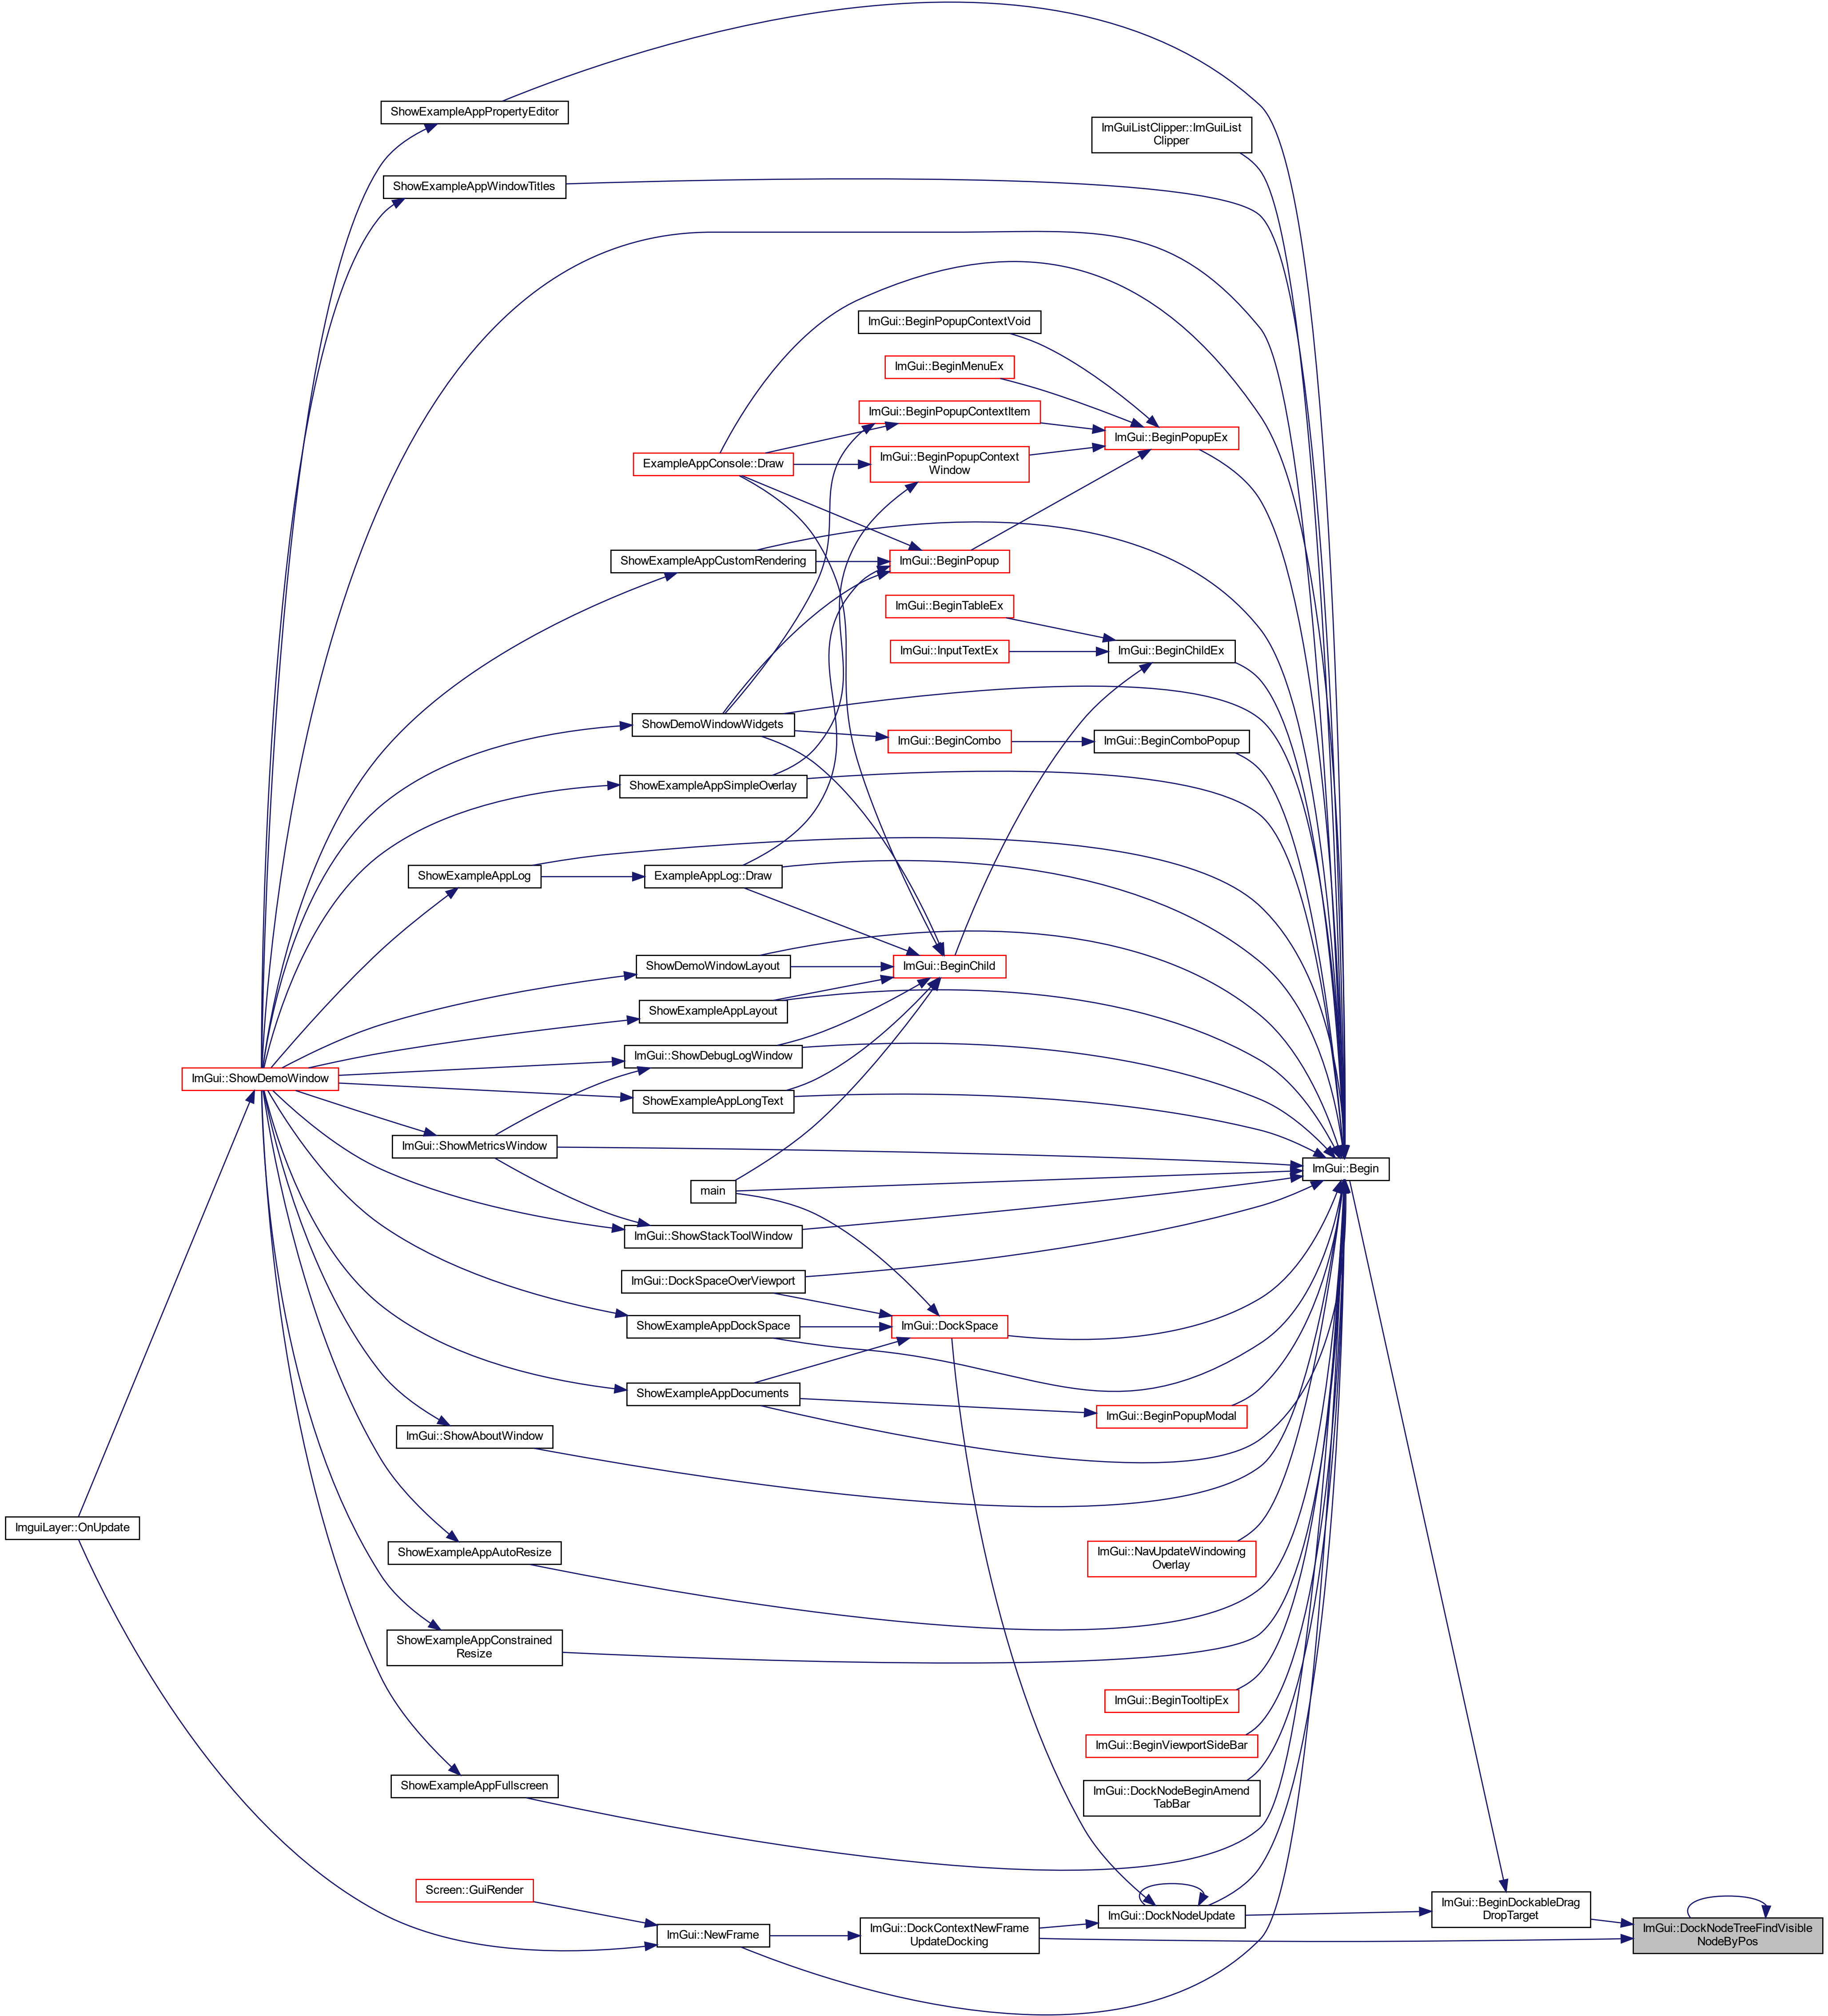 ShowExampleAppPropertyEditor
ImGuiListClipper::ImGuiList
Clipper
ShowExampleAppWindowTitles
ImGui::BeginPopupContextVoid
ImGui::BeginMenuEx
ImGui::BeginPopupContextItem
ImGui::BeginPopupEx
ExampleAppConsole::Draw
ImGui::BeginPopupContext
Window
ShowExampleAppCustomRendering
ImGui::BeginPopup
ImGui::BeginTableEx
ImGui::InputTextEx
ImGui::BeginChildEx
ShowDemoWindowWidgets
ImGui::BeginCombo
ImGui::BeginComboPopup
ShowExampleAppSimpleOverlay
ShowExampleAppLog
ExampleAppLog::Draw
ShowDemoWindowLayout
ImGui::BeginChild
ShowExampleAppLayout
ImGui::ShowDebugLogWindow
ImGui::ShowDemoWindow
ShowExampleAppLongText
ImGui::ShowMetricsWindow
ImGui::Begin
main
ImGui::ShowStackToolWindow
ImGui::DockSpaceOverViewport
ShowExampleAppDockSpace
ImGui::DockSpace
ShowExampleAppDocuments
ImGui::BeginPopupModal
ImGui::ShowAboutWindow
ImguiLayer::OnUpdate
ShowExampleAppAutoResize
ImGui::NavUpdateWindowing
Overlay
ShowExampleAppConstrained
Resize
ImGui::BeginTooltipEx
ImGui::BeginViewportSideBar
ShowExampleAppFullscreen
ImGui::DockNodeBeginAmend
TabBar
Screen::GuiRender
ImGui::NewFrame
ImGui::DockContextNewFrame
UpdateDocking
ImGui::DockNodeUpdate
ImGui::BeginDockableDrag
DropTarget
ImGui::DockNodeTreeFindVisible
NodeByPos